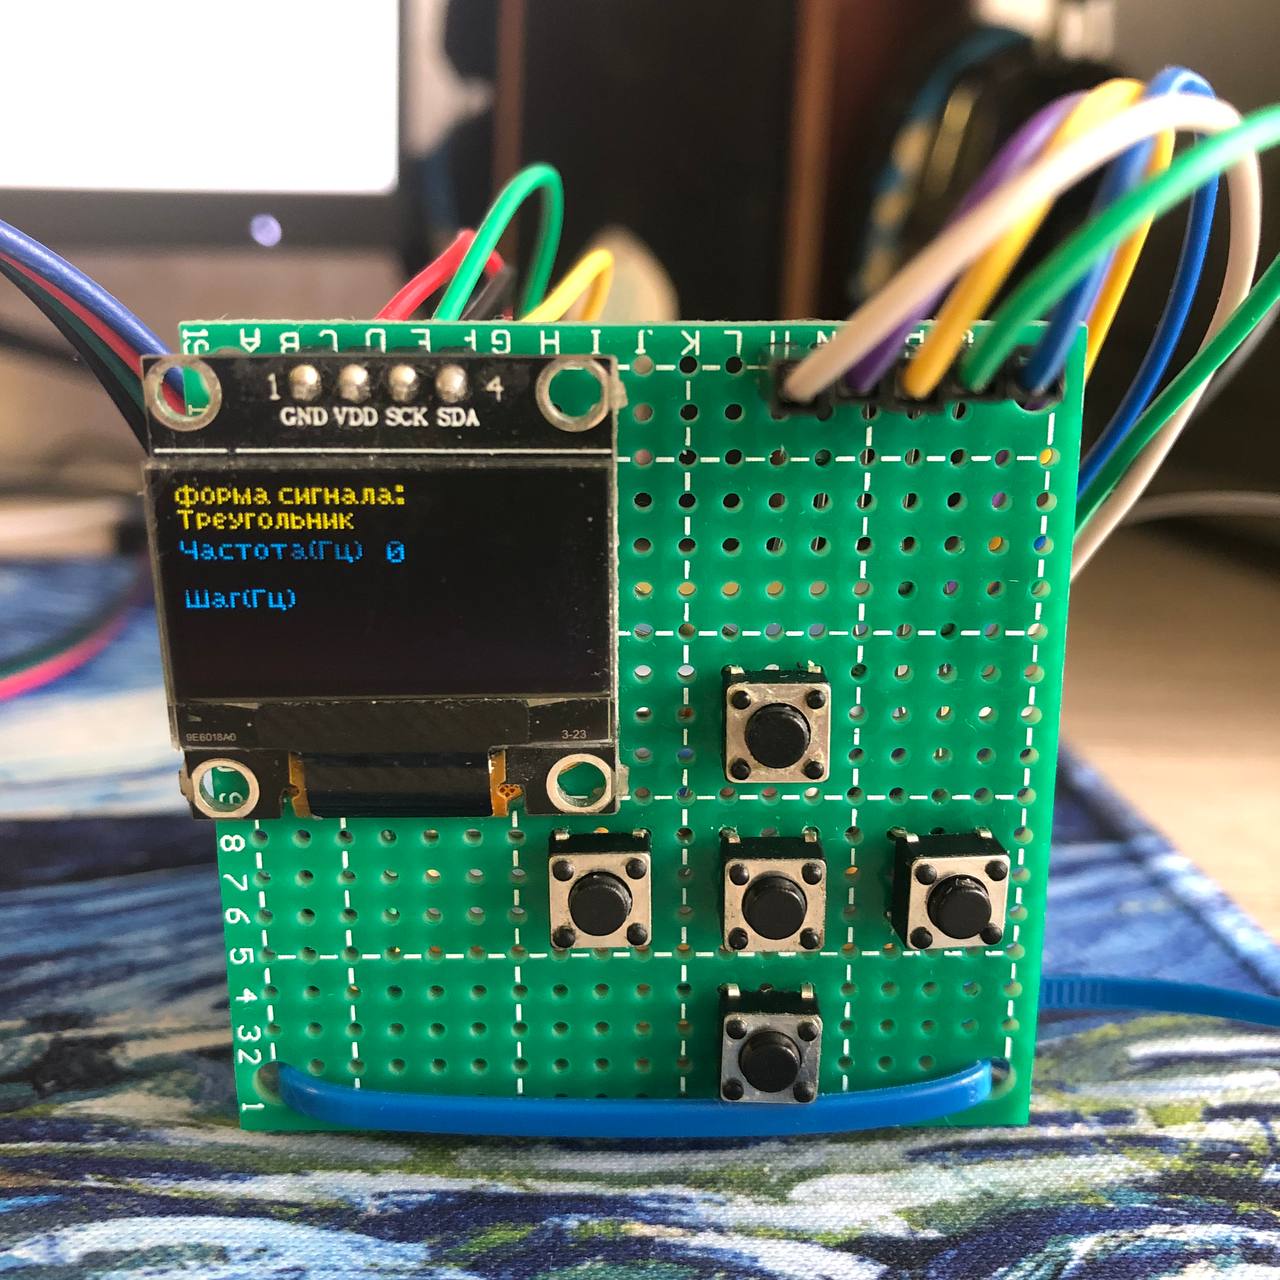 A B C D E F G H I J K L N
1 4
GND VDD SCK SDA
форма сигнала:
Треугольник
Частота(Гц) 0
Шаг(Гц)
9E6018A0 3-23
8
7
6
5
4
3
2
1